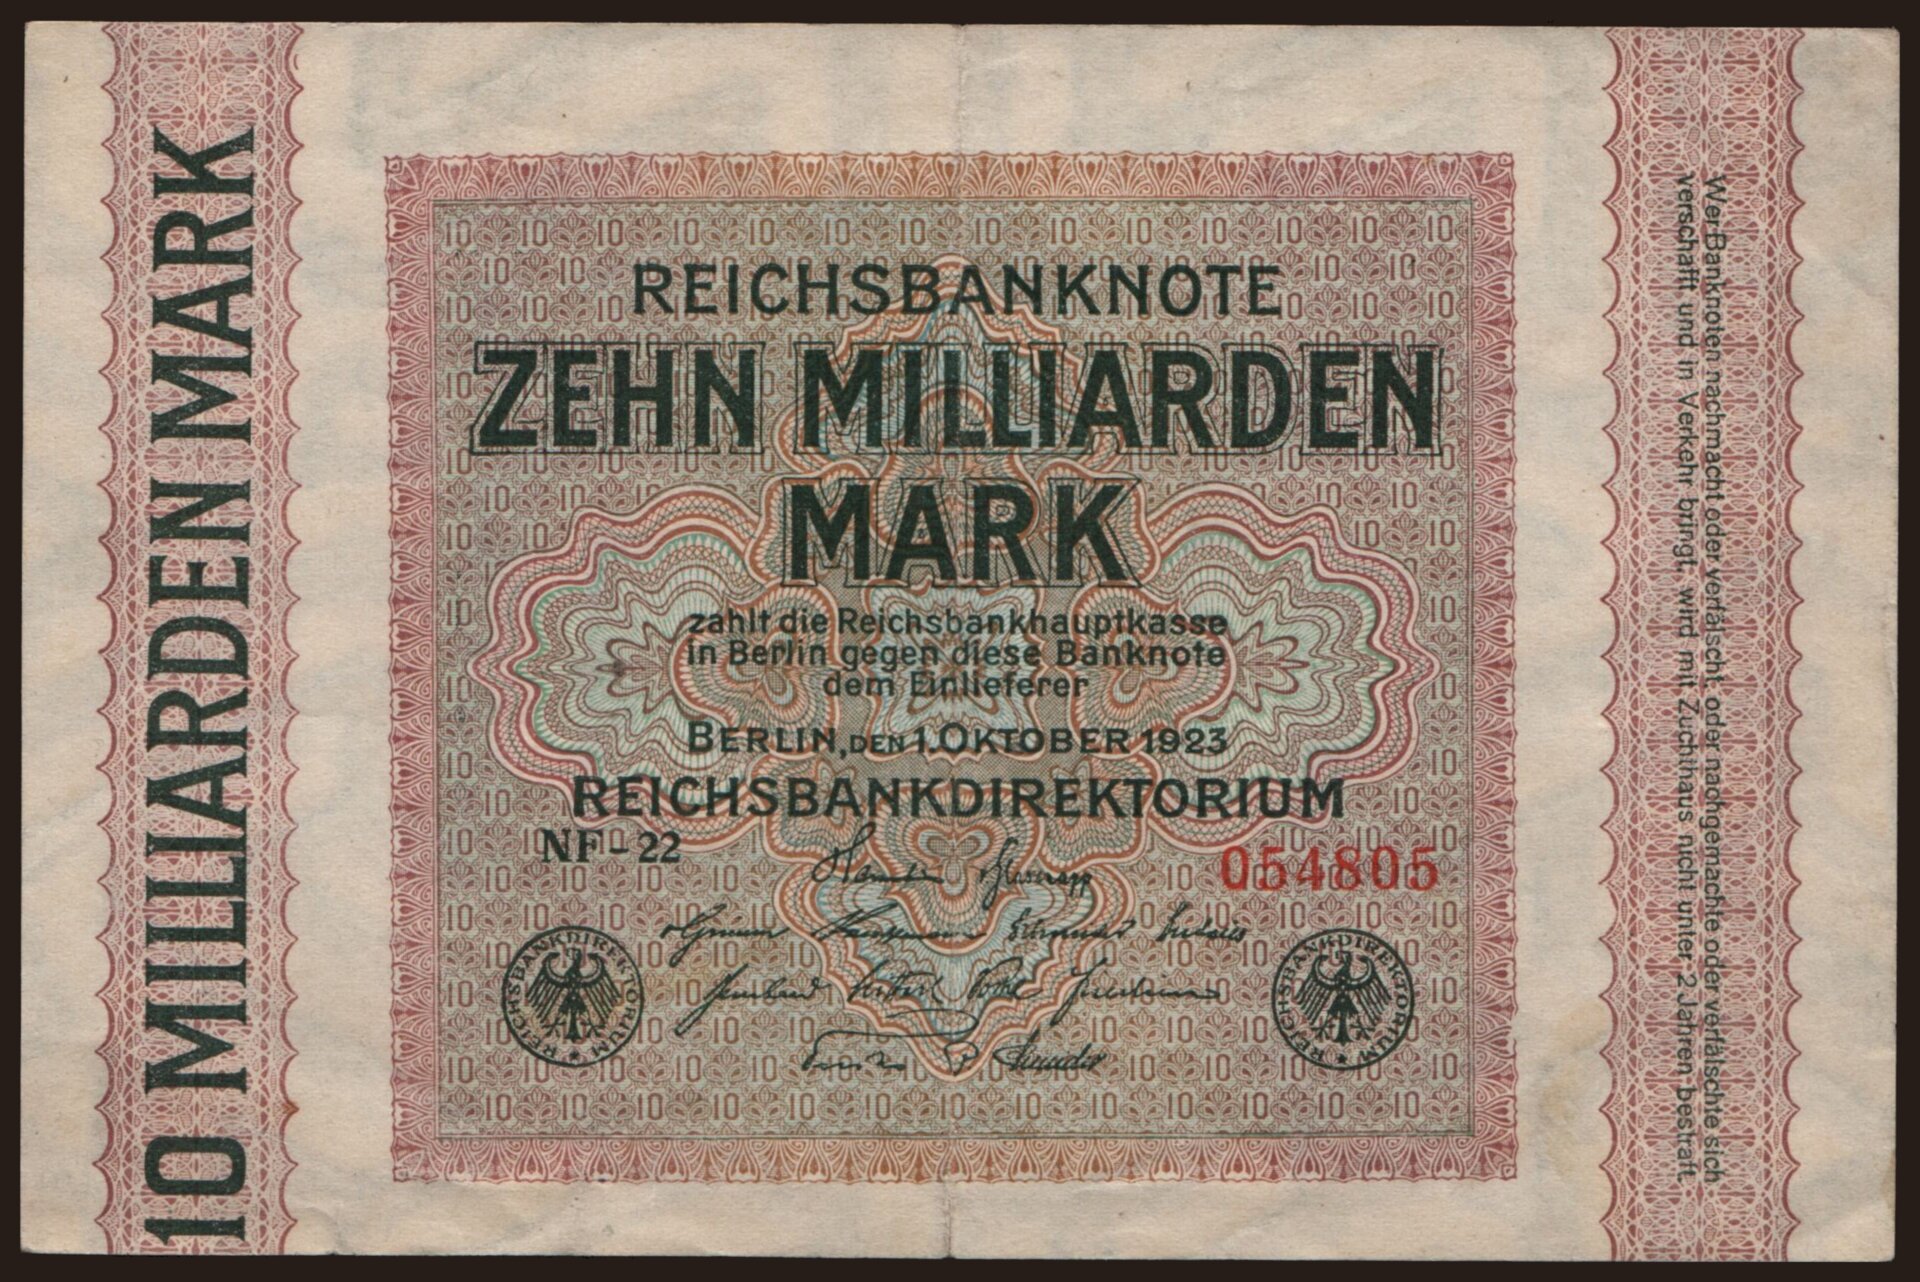 10 MILLIARDEN MARK
REICHSBANKNOTE
ZEHN MILLIARDEN
MARK
zahlt die Reichsbankhauptkasse
in Berlin gegen diese Banknote
dem Einlieferer
BERLIN, DEN 1. OKTOBER 1923
REICHSBANKDIREKTORIUM
NF-22
054805
REICHSBANKDIREKTORIUM
REICHSBANKDIREKTORIUM
Wer Banknoten nachmacht oder verfälscht, oder nachgemachte oder verfälschte sich
verschafft und in Verkehr bringt, wird mit Zuchthaus nicht unter 2 Jahren bestraft